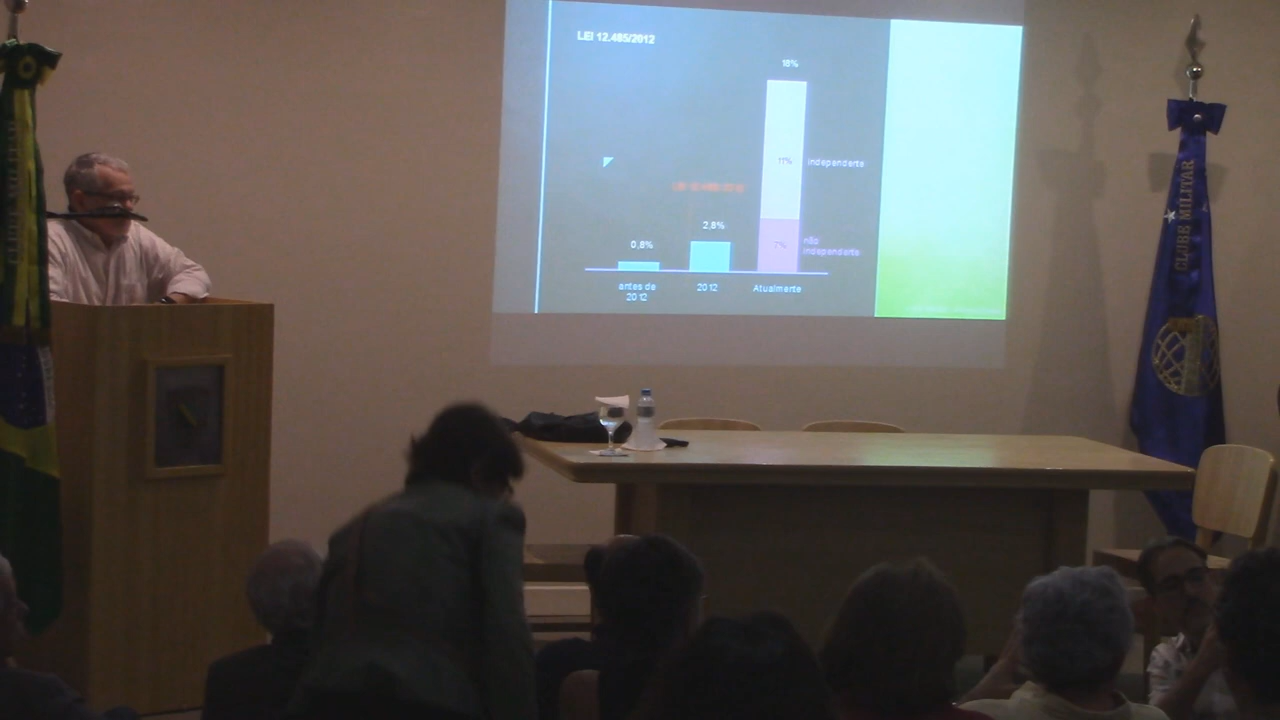 LEI 12.485/2012
18%
11%
independente
2,8%
0,8%
7%
não
independente
antes de
2012
2012
Atualmente
CLUBE MILITAR